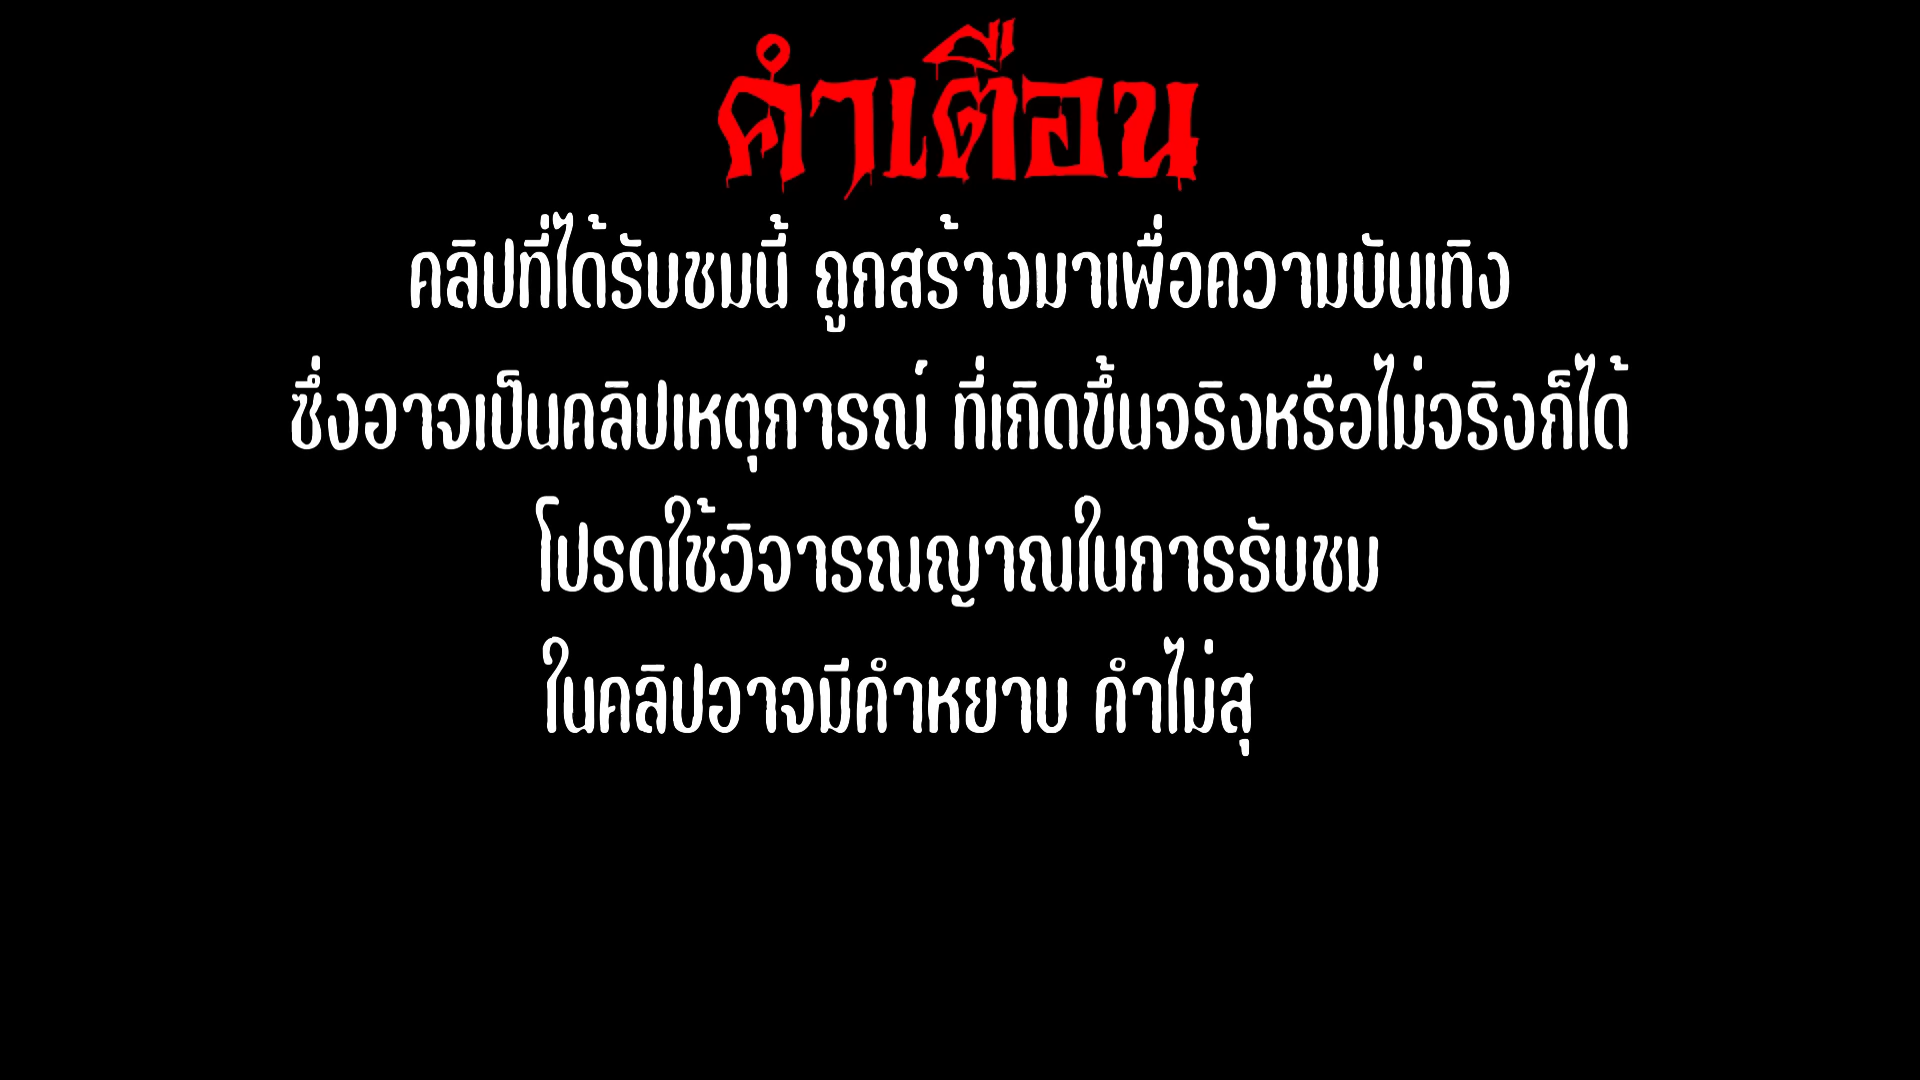 คำเตือน
คลิปที่ได้รับชมนี้ ถูกสร้างมาเพื่อความบันเทิง
ซึ่งอาจเป็นคลิปเหตุการณ์ ที่เกิดขึ้นจริงหรือไม่จริงก็ได้
โปรดใช้วิจารณญาณในการรับชม
ในคลิปอาจมีคำหยาบ คำไม่สุ